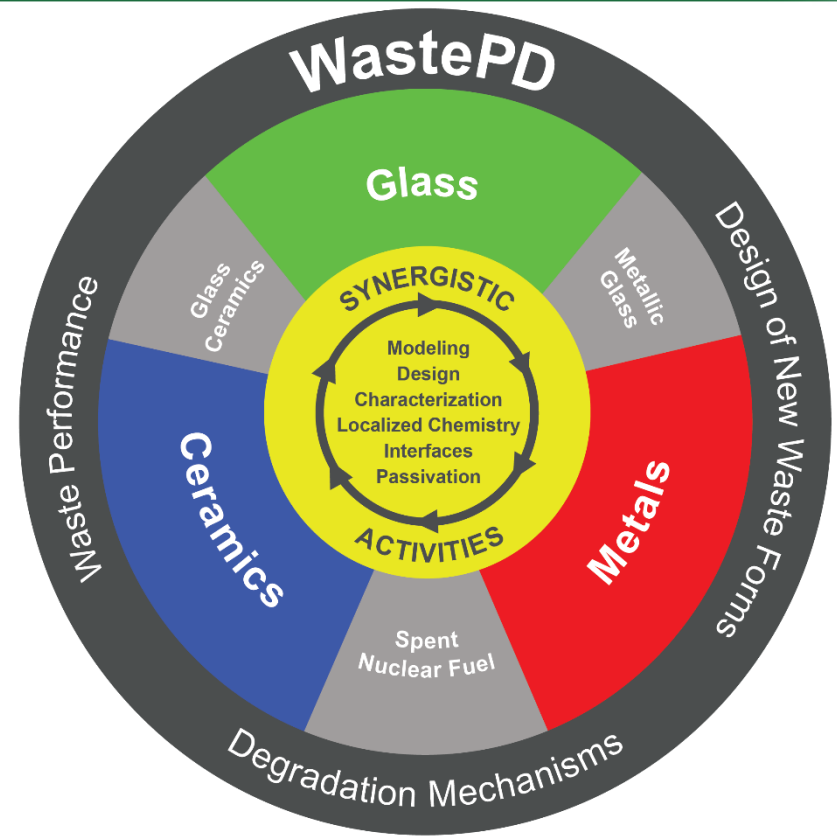 WastePD
Glass
Glass
Ceramics
Metallic
Glass
SYNERGISTIC
Modeling
Design
Characterization
Localized Chemistry
Interfaces
Passivation
ACTIVITIES
Ceramics
Metals
Spent
Nuclear Fuel
Waste Performance
Design of New Waste Forms
Degradation Mechanisms